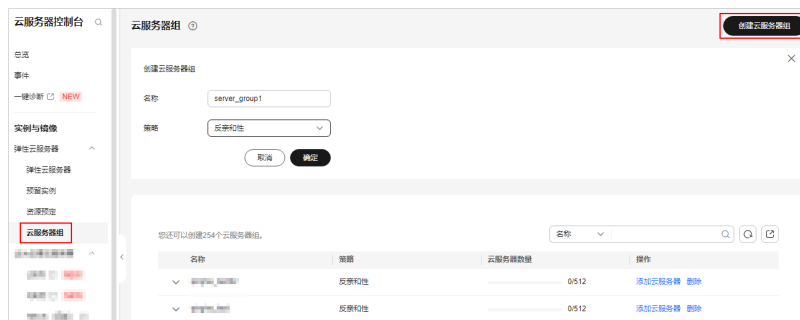 云服务器控制台
总览
事件
一键诊断 NEW
实例与镜像
弹性云服务器
弹性云服务器
预留实例
资源预定
云服务器组
云服务器组
创建云服务器组
创建云服务器组
名称 server_group1
策略 反亲和性
取消 确定
您还可以创建254个云服务器组。 名称
名称 策略 云服务器数量 操作
反亲和性 0/512 添加云服务器 删除
反亲和性 0/512 添加云服务器 删除